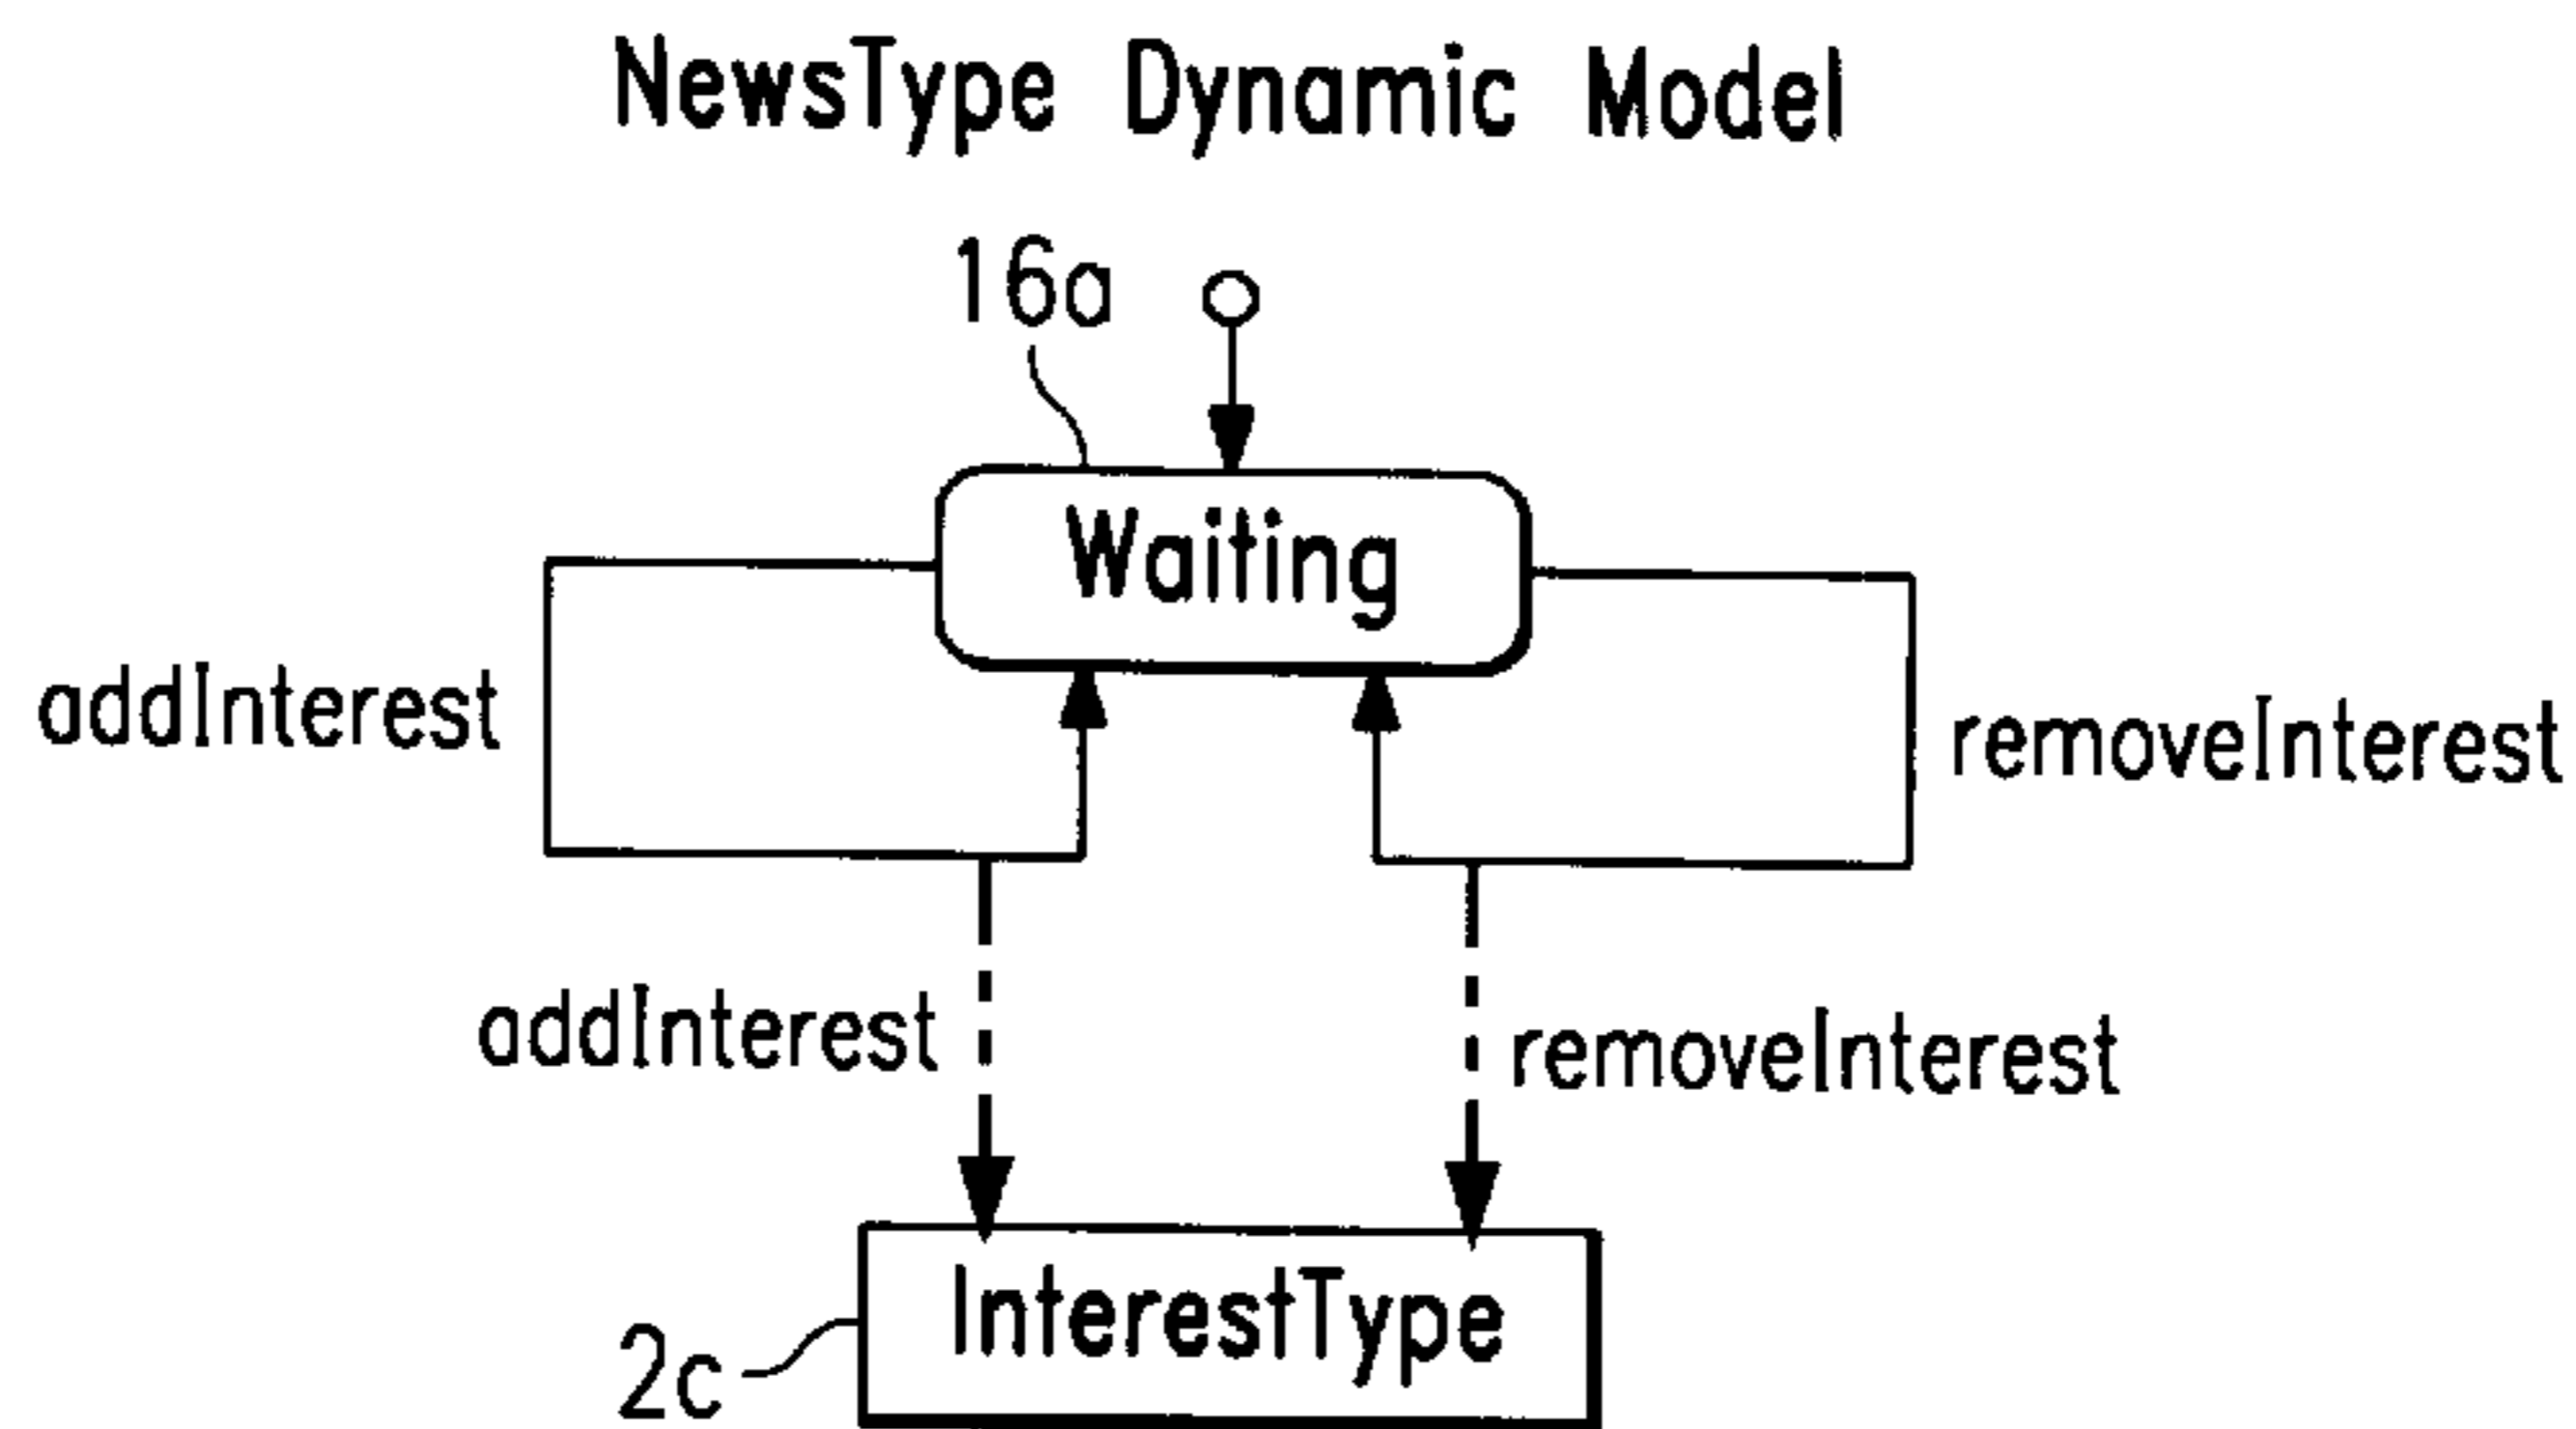 NewsType Dynamic Model
16a
Waiting
addInterest
removeInterest
addInterest
removeInterest
InterestType
2c